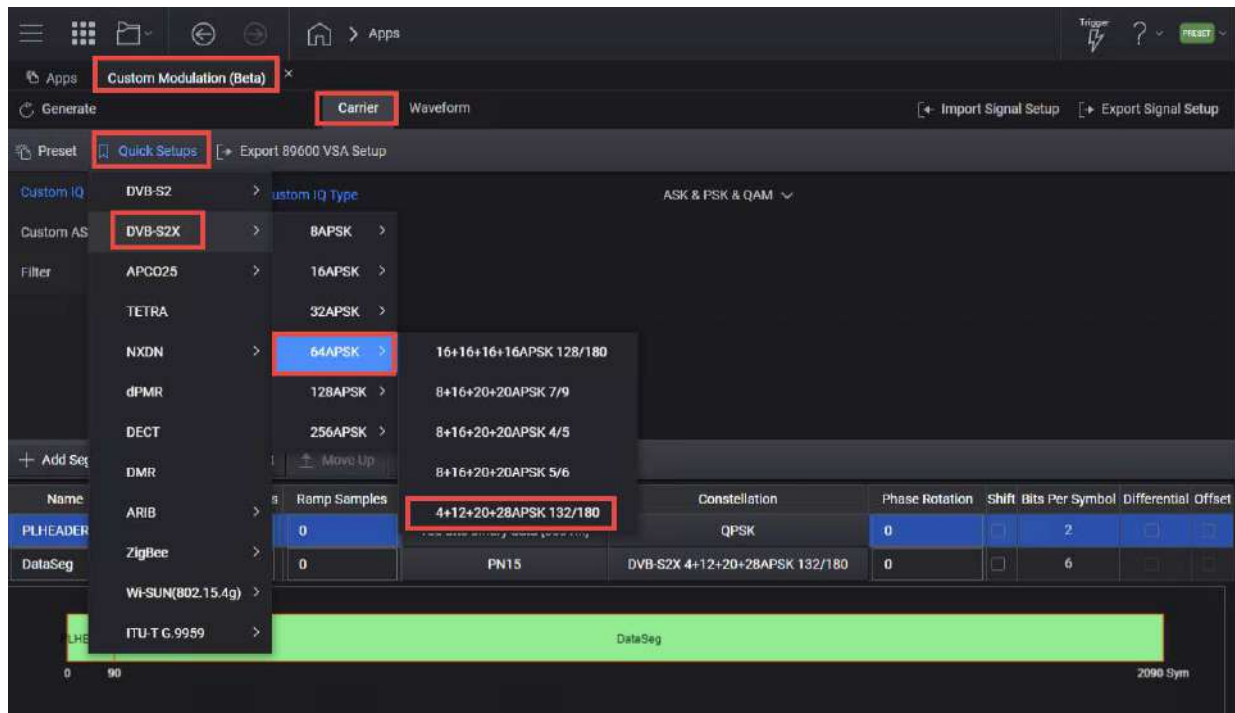 Apps
Trigger
PRESET
Apps Custom Modulation (Beta)
Generate Carrier Waveform Import Signal Setup Export Signal Setup
Preset Quick Setups Export 89600 VSA Setup
Custom IQ DVB-S2 ustom IQ Type ASK & PSK & QAM
Custom AS DVB-S2X 8APSK
Filter APCO25 16APSK
TETRA 32APSK
NXDN 64APSK 16+16+16+16APSK 128/180
dPMR 128APSK 8+16+20+20APSK 7/9
DECT 256APSK 8+16+20+20APSK 4/5
+ Add Seg Move Up
DMR 8+16+20+20APSK 5/6
Name s Ramp Samples Constellation Phase Rotation Shift Bits Per Symbol Differential Offset
ARIB 4+12+20+28APSK 132/180
PLHEADER 0 QPSK 0 2
ZigBee
DataSeg 0 PN15 DVB-S2X 4+12+20+28APSK 132/180 0 6
Wi-SUN(802.15.4g)
ITU-T G.9959
PLHE DataSeg
0 90 2090 Sym